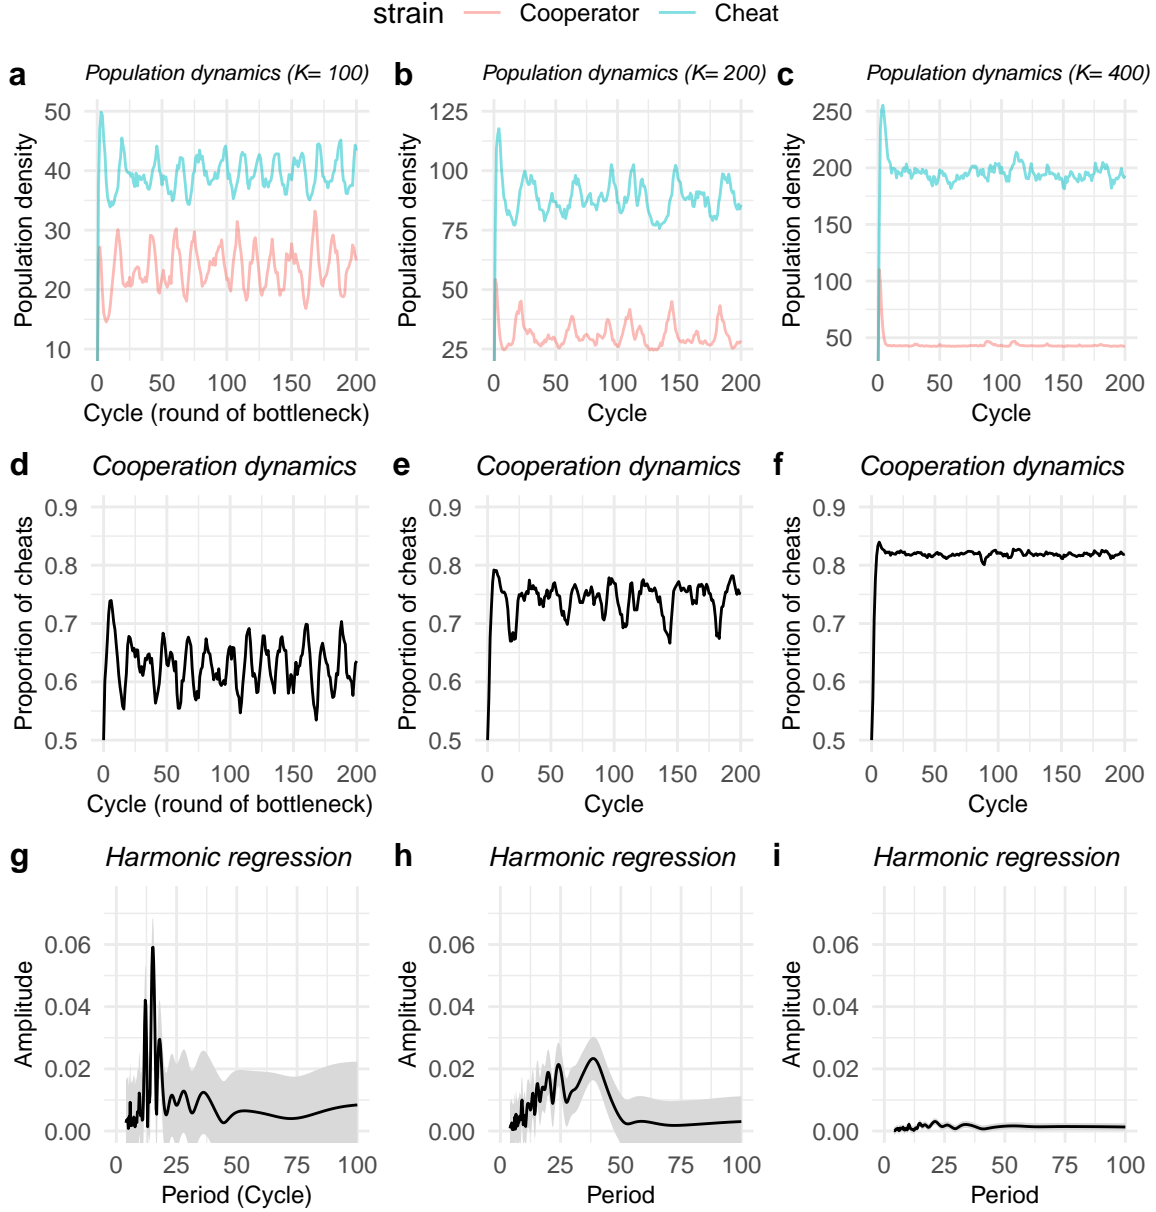 strain Cooperator Cheat
a Population dynamics (K= 100)
b Population dynamics (K= 200)
c Population dynamics (K= 400)
Population density
50
40
30
20
10
0 50 100 150 200
Cycle (round of bottleneck)
Population density
125
100
75
50
25
0 50 100 150 200
Cycle
Population density
250
200
150
100
50
0 50 100 150 200
Cycle
d Cooperation dynamics
e Cooperation dynamics
f Cooperation dynamics
Proportion of cheats
0.9
0.8
0.7
0.6
0.5
0 50 100 150 200
Cycle (round of bottleneck)
Proportion of cheats
0.9
0.8
0.7
0.6
0.5
0 50 100 150 200
Cycle
Proportion of cheats
0.9
0.8
0.7
0.6
0.5
0 50 100 150 200
Cycle
g Harmonic regression
h Harmonic regression
i Harmonic regression
Amplitude
0.06
0.04
0.02
0.00
0 25 50 75 100
Period (Cycle)
Amplitude
0.06
0.04
0.02
0.00
0 25 50 75 100
Period
Amplitude
0.06
0.04
0.02
0.00
0 25 50 75 100
Period